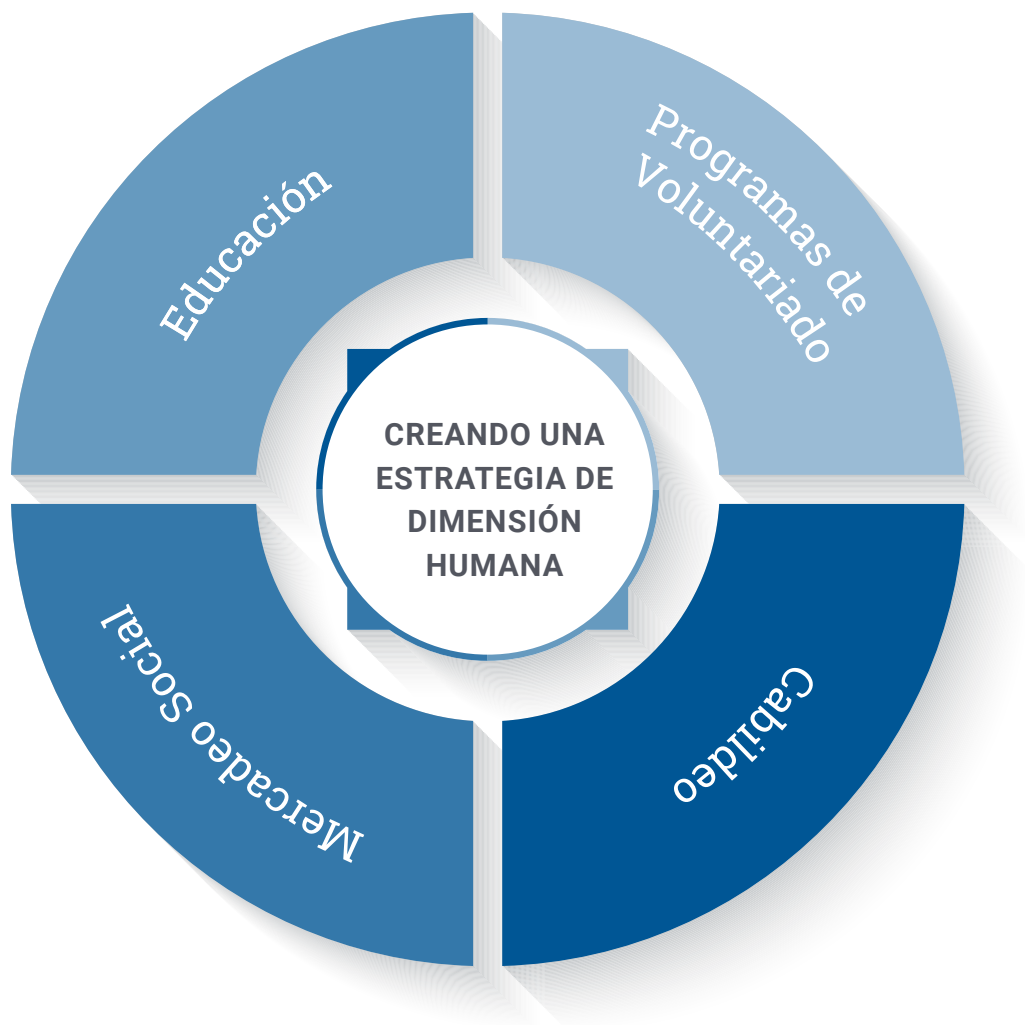 Educación
Programas de
Voluntariado
CREANDO UNA
ESTRATEGIA DE
DIMENSIÓN
HUMANA
Mercadeo Social
Cabildeo